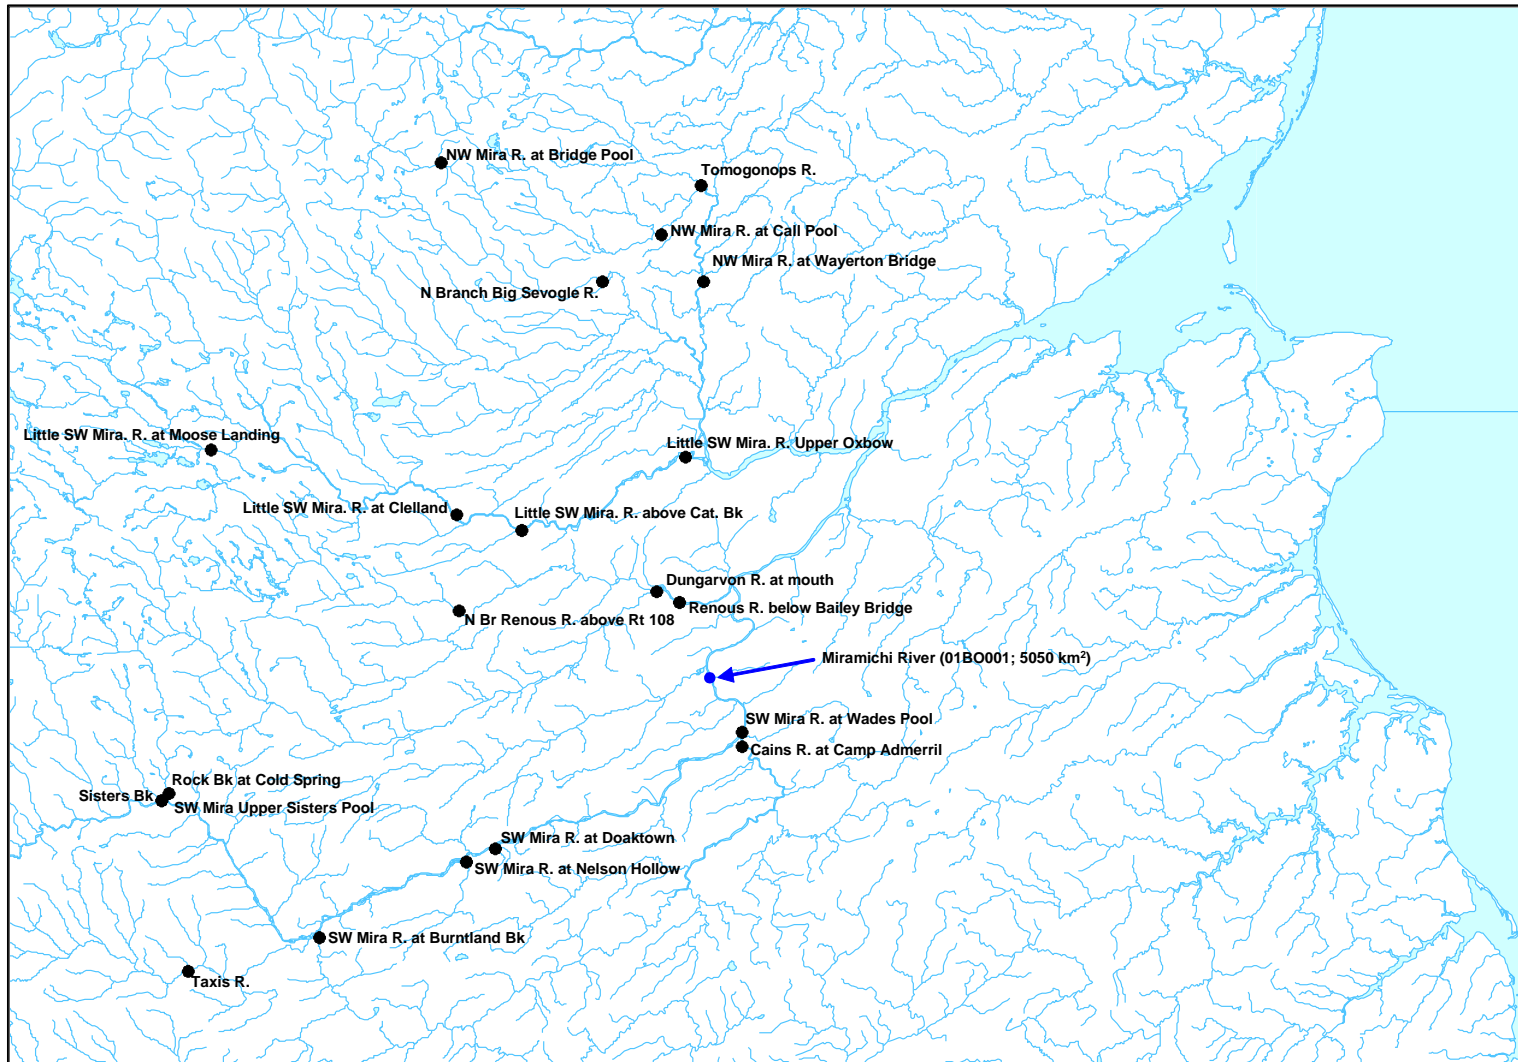 NW Mira R. at Bridge Pool
Tomogonops R.
NW Mira R. at Call Pool
NW Mira R. at Wayerton Bridge
N Branch Big Sevogle R.
Little SW Mira. R. at Moose Landing
Little SW Mira. R. Upper Oxbow
Little SW Mira. R. at Clelland
Little SW Mira. R. above Cat. Bk
Dungarvon R. at mouth
Renous R. below Bailey Bridge
N Br Renous R. above Rt 108
Miramichi River (01BO001; 5050 km²)
SW Mira R. at Wades Pool
Cains R. at Camp Admerril
Rock Bk at Cold Spring
Sisters Bk
SW Mira Upper Sisters Pool
SW Mira R. at Doaktown
SW Mira R. at Nelson Hollow
SW Mira R. at Burntland Bk
Taxis R.